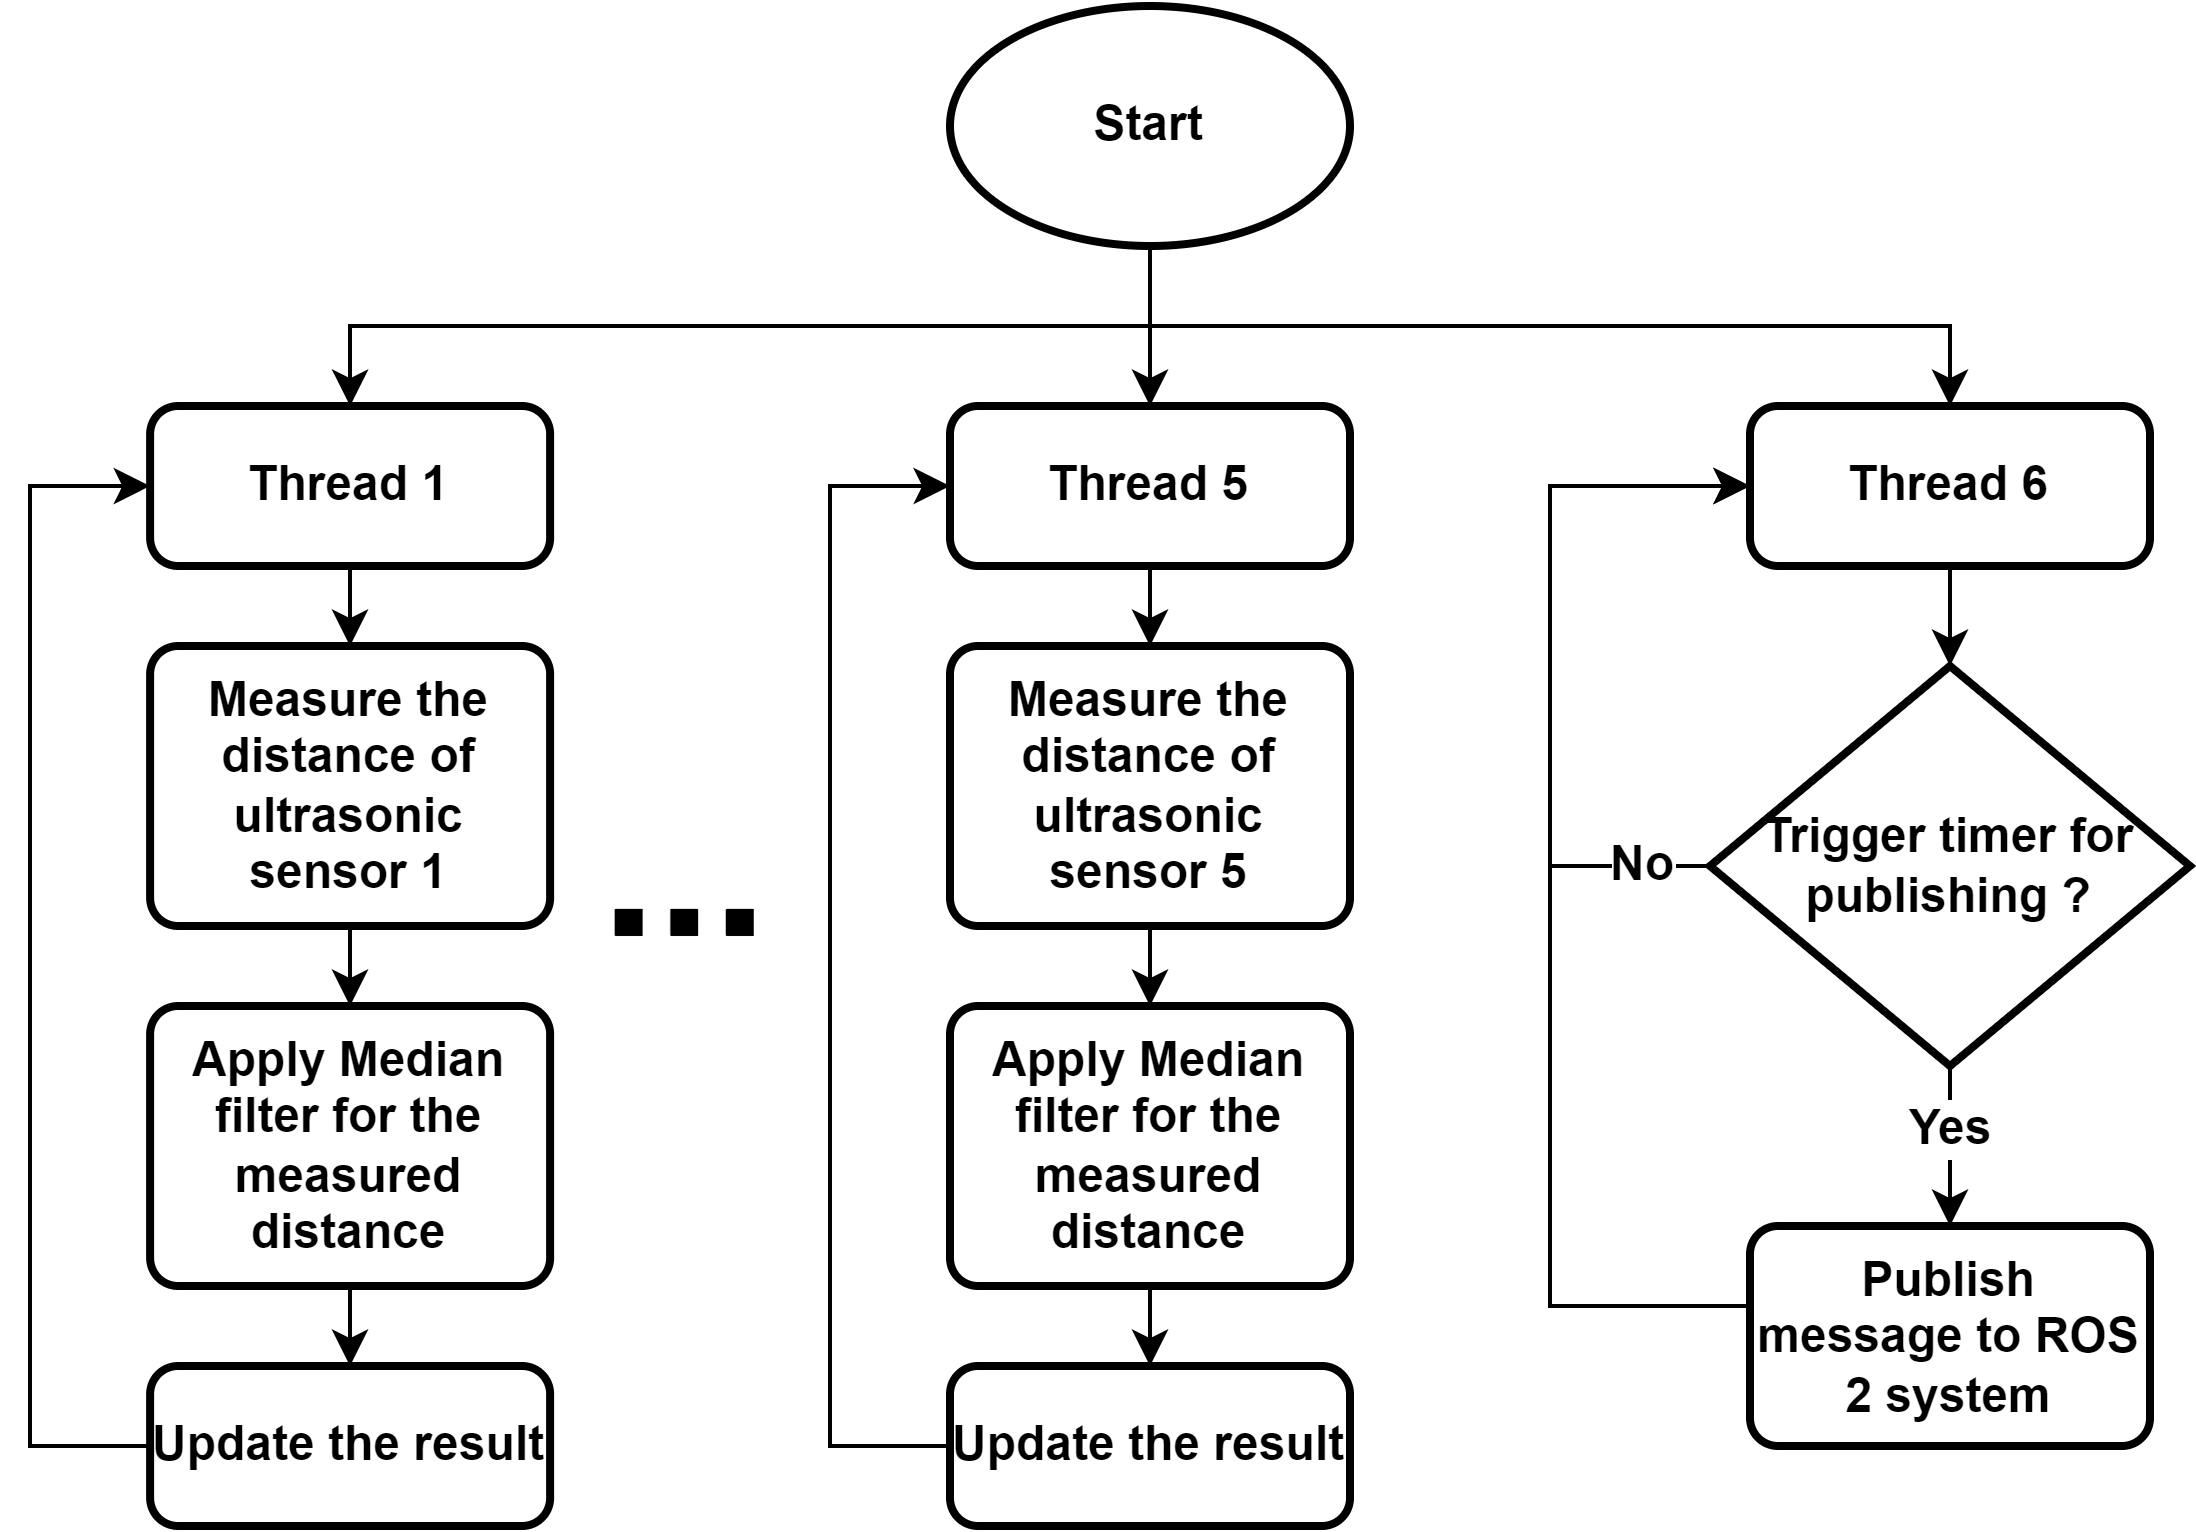 Start
Thread 1
Measure the
distance of
ultrasonic
sensor 1
Apply Median
filter for the
measured
distance
Update the result
...
Thread 5
Measure the
distance of
ultrasonic
sensor 5
Apply Median
filter for the
measured
distance
Update the result
Thread 6
Trigger timer for
publishing ?
No
Yes
Publish
message to ROS
2 system